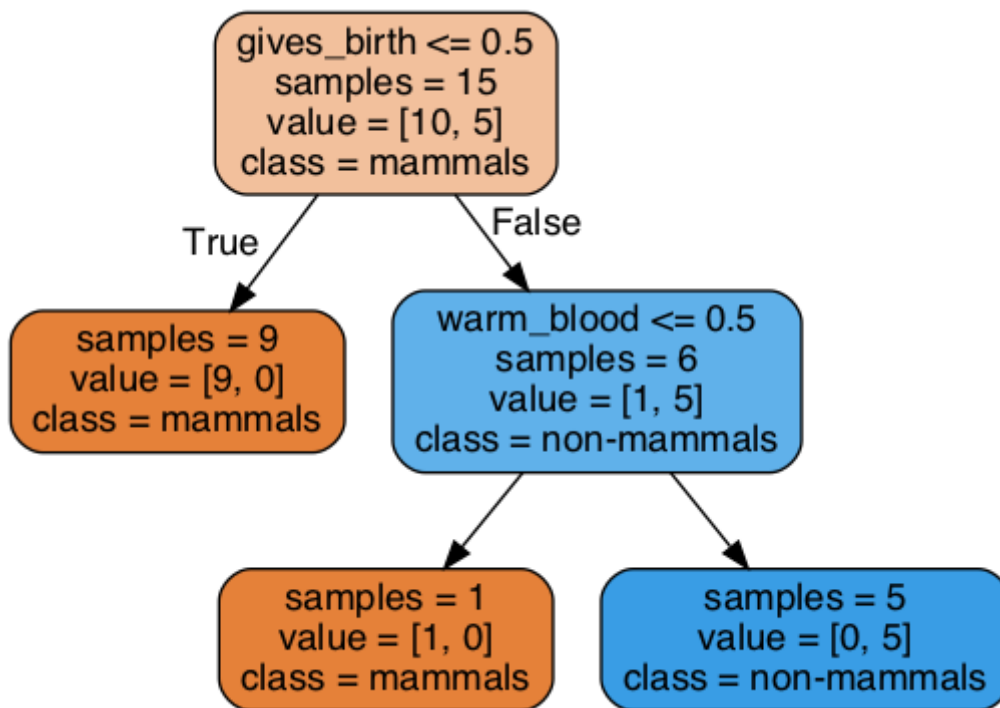 gives_birth <= 0.5
samples = 15
value = [10, 5]
class = mammals
True
False
samples = 9
value = [9, 0]
class = mammals
warm_blood <= 0.5
samples = 6
value = [1, 5]
class = non-mammals
samples = 1
value = [1, 0]
class = mammals
samples = 5
value = [0, 5]
class = non-mammals